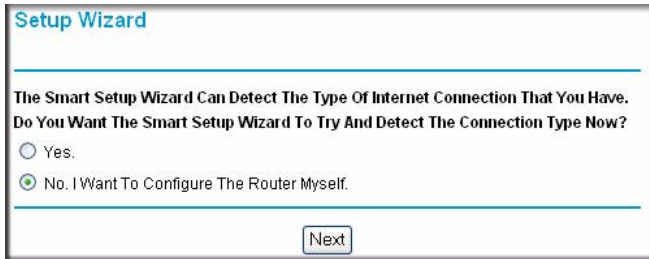 Setup Wizard
The Smart Setup Wizard Can Detect The Type Of Internet Connection That You Have.
Do You Want The Smart Setup Wizard To Try And Detect The Connection Type Now?
Yes.
No. I Want To Configure The Router Myself.
Next